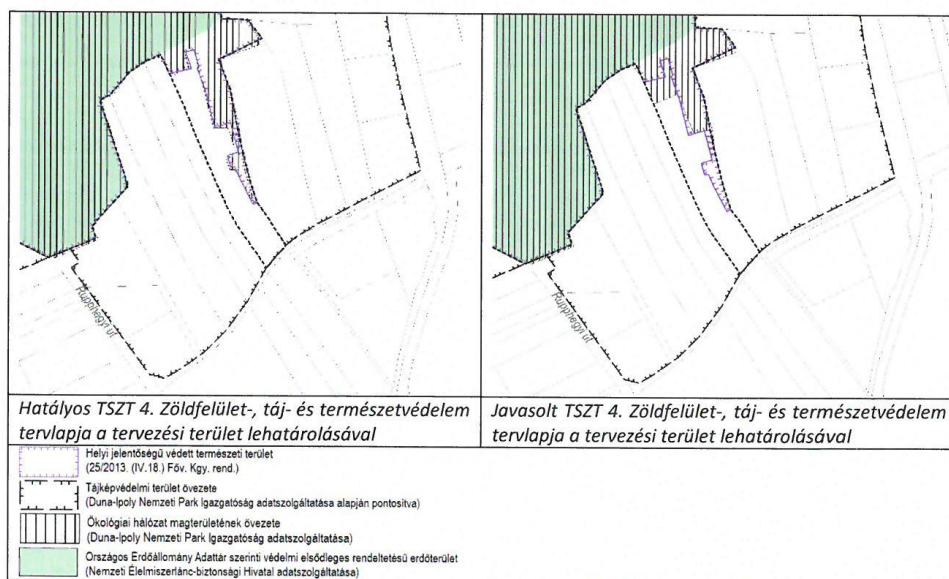 Rupphegyi út
Rupphegyi út
Hatályos TSZT 4. Zöldfelület-, táj- és természetvédelem
tervlapja a tervezési terület lehatárolásával
Javasolt TSZT 4. Zöldfelület-, táj- és természetvédelem
tervlapja a tervezési terület lehatárolásával
Helyi jelentőségű védett természeti terület
(25/2013. (IV.18.) Főv. Kgy. rend.)
Tájképvédelmi terület övezete
(Duna-Ipoly Nemzeti Park Igazgatóság adatszolgáltatása alapján pontosítva)
Ökológiai hálózat magterületének övezete
(Duna-Ipoly Nemzeti Park Igazgatóság adatszolgáltatása)
Országos Erdőállomány Adattár szerinti védelmi elsődleges rendeltetésű erdőterület
(Nemzeti Élelmiszerlánc-biztonsági Hivatal adatszolgáltatása)